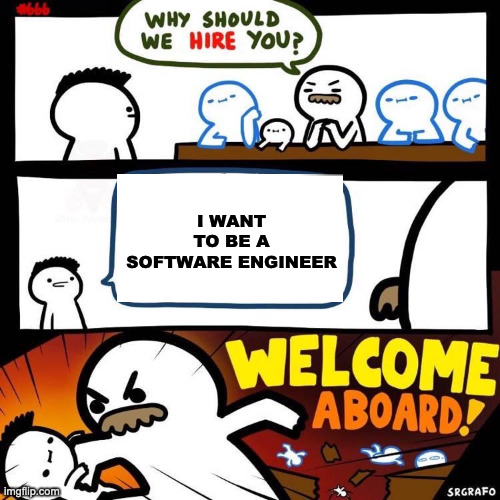 #666
WHY SHOULD
WE HIRE YOU?
I WANT
TO BE A
SOFTWARE ENGINEER
WELCOME
ABOARD!
imgflip.com
SRGRAFO